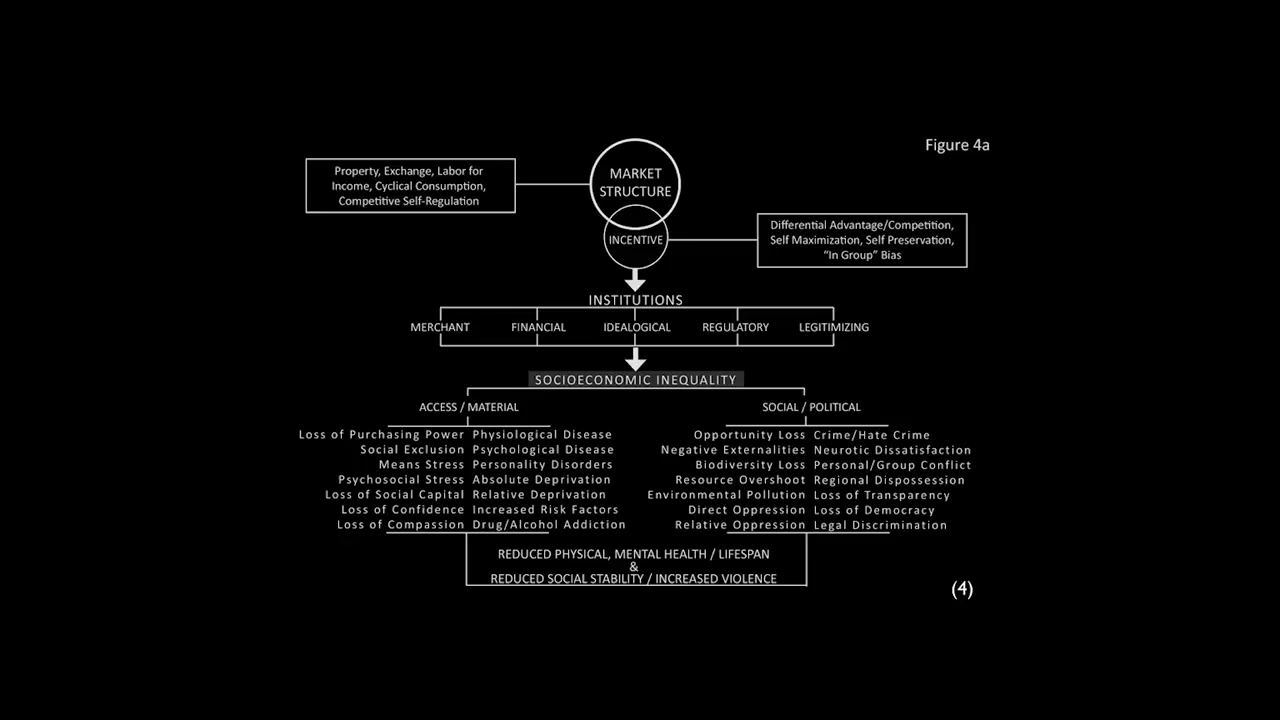 Figure 4a
Property, Exchange, Labor for
Income, Cyclical Consumption,
Competitive Self-Regulation
MARKET
STRUCTURE
INCENTIVE
Differential Advantage/Competition,
Self Maximization, Self Preservation,
“In Group” Bias
INSTITUTIONS
MERCHANT FINANCIAL IDEALOGICAL REGULATORY LEGITIMIZING
SOCIOECONOMIC INEQUALITY
ACCESS / MATERIAL
Loss of Purchasing Power Physiological Disease
Social Exclusion Psychological Disease
Means Stress Personality Disorders
Psychosocial Stress Absolute Deprivation
Loss of Social Capital Relative Deprivation
Loss of Confidence Increased Risk Factors
Loss of Compassion Drug/Alcohol Addiction
SOCIAL / POLITICAL
Opportunity Loss Crime/Hate Crime
Negative Externalities Neurotic Dissatisfaction
Biodiversity Loss Personal/Group Conflict
Resource Overshoot Regional Dispossession
Environmental Pollution Loss of Transparency
Direct Oppression Loss of Democracy
Relative Oppression Legal Discrimination
REDUCED PHYSICAL, MENTAL HEALTH / LIFESPAN
&
REDUCED SOCIAL STABILITY / INCREASED VIOLENCE
(4)